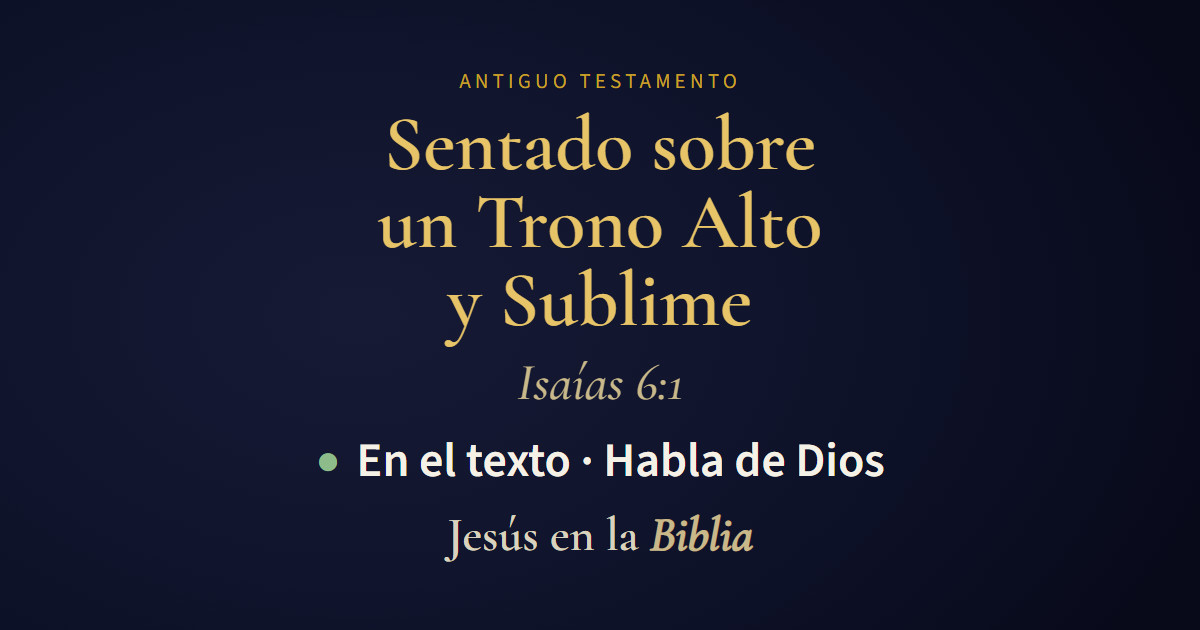 ANTIGUO TESTAMENTO
Sentado sobre
un Trono Alto
y Sublime
Isaías 6:1
En el texto · Habla de Dios
Jesús en la Biblia